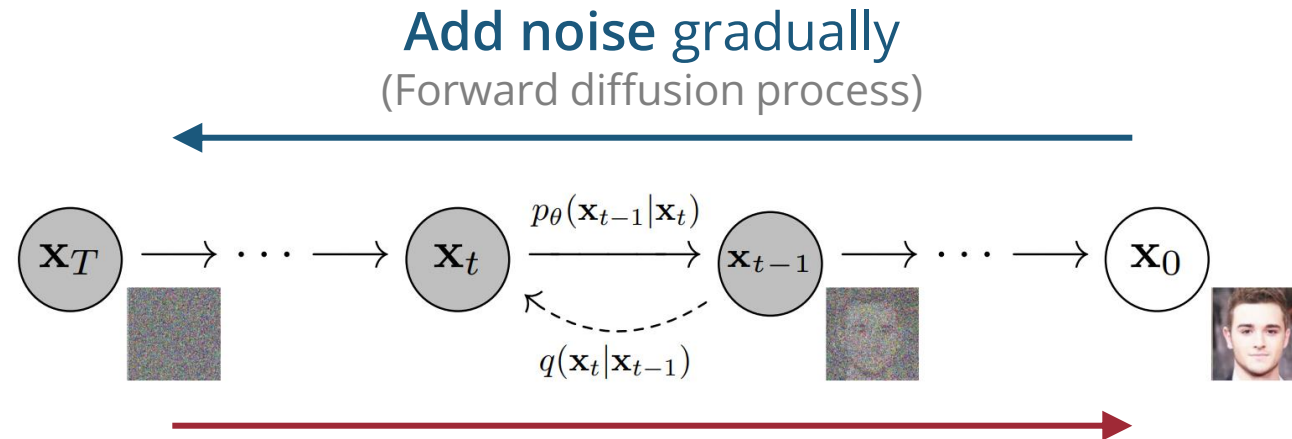 Add noise gradually
(Forward diffusion process)
p_θ(x_{t−1}|x_t)
x_T → ⋯ → x_t → x_{t−1} → ⋯ → x_0
q(x_t|x_{t−1})